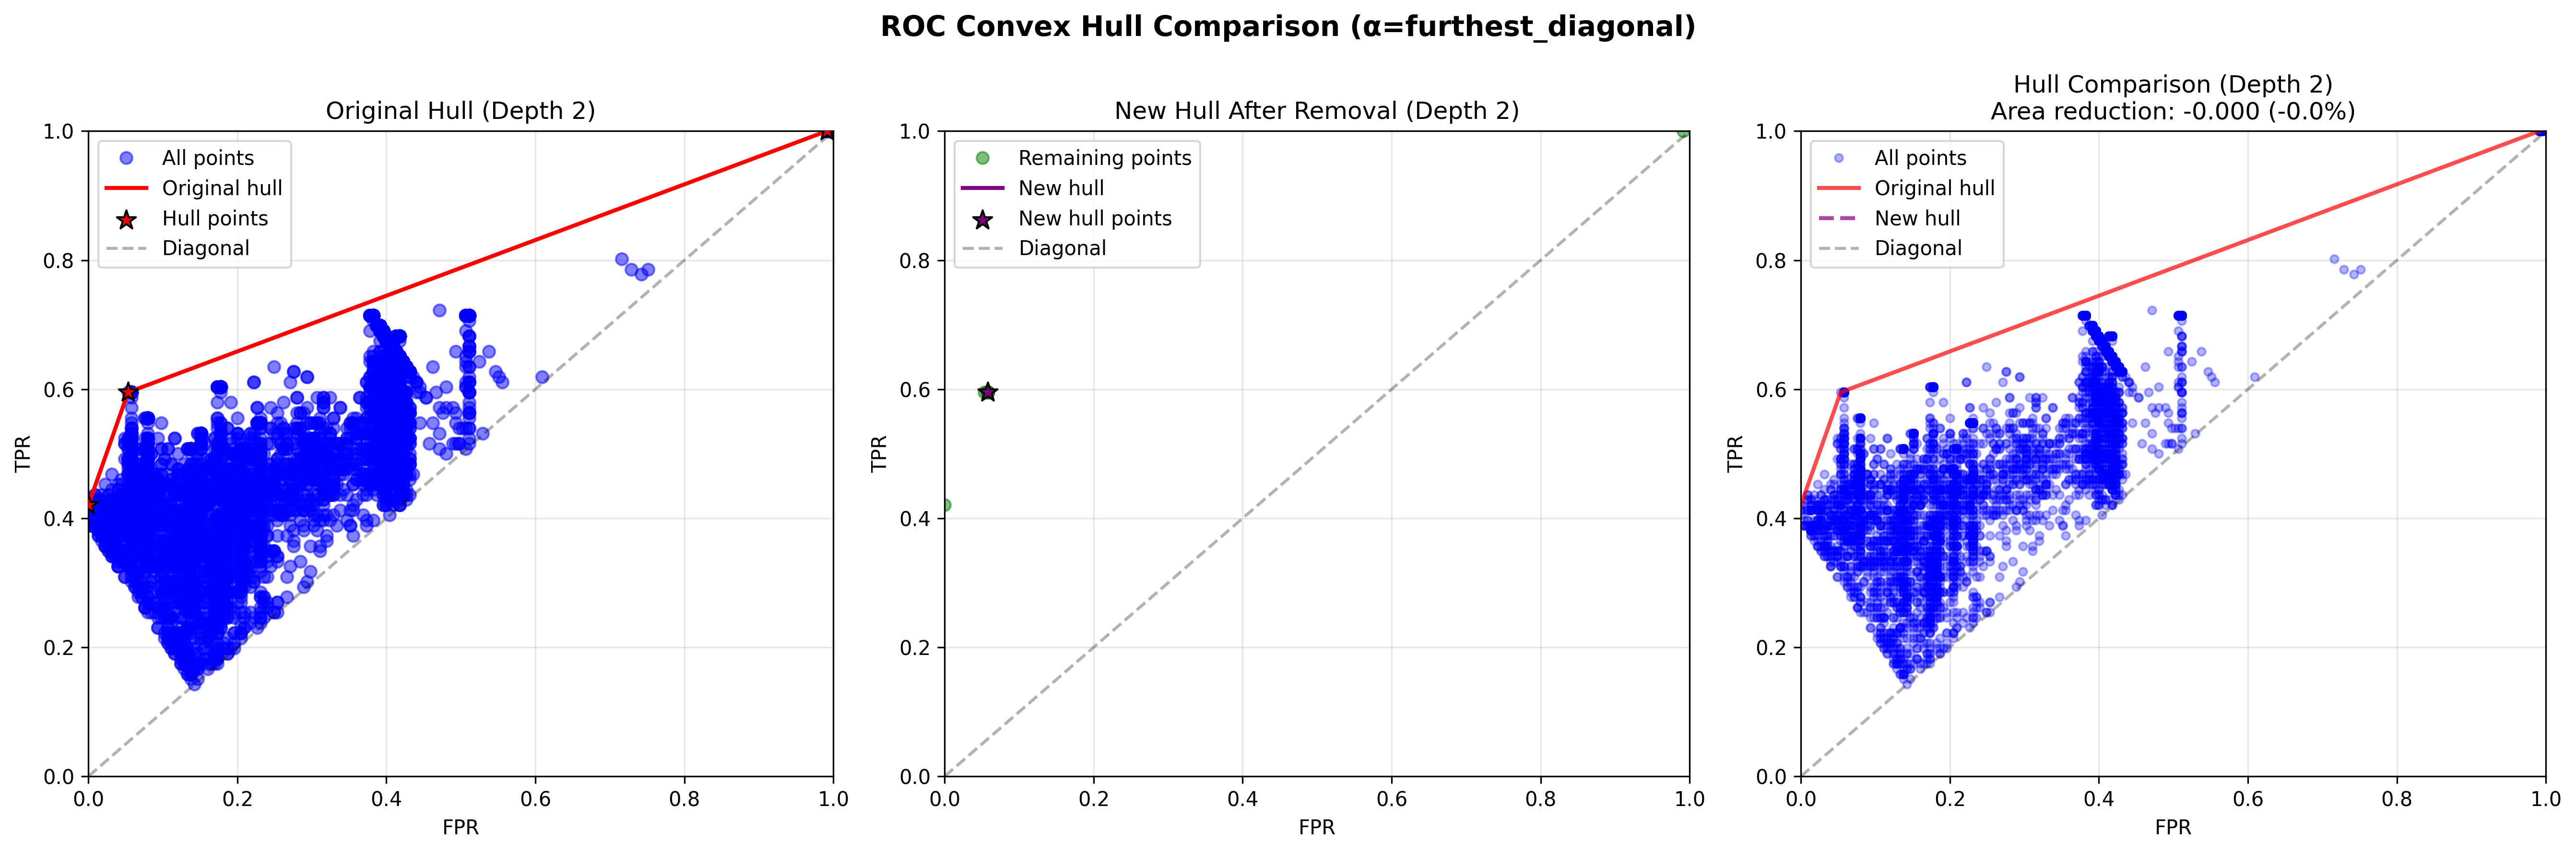 ROC Convex Hull Comparison (α=furthest_diagonal)
Original Hull (Depth 2)
All points
Original hull
Hull points
Diagonal
1.0
0.8
0.6
0.4
0.2
0.0
TPR
0.0 0.2 0.4 0.6 0.8 1.0
FPR
New Hull After Removal (Depth 2)
Remaining points
New hull
New hull points
Diagonal
1.0
0.8
0.6
0.4
0.2
0.0
TPR
0.0 0.2 0.4 0.6 0.8 1.0
FPR
Hull Comparison (Depth 2)
Area reduction: -0.000 (-0.0%)
All points
Original hull
New hull
Diagonal
1.0
0.8
0.6
0.4
0.2
0.0
TPR
0.0 0.2 0.4 0.6 0.8 1.0
FPR